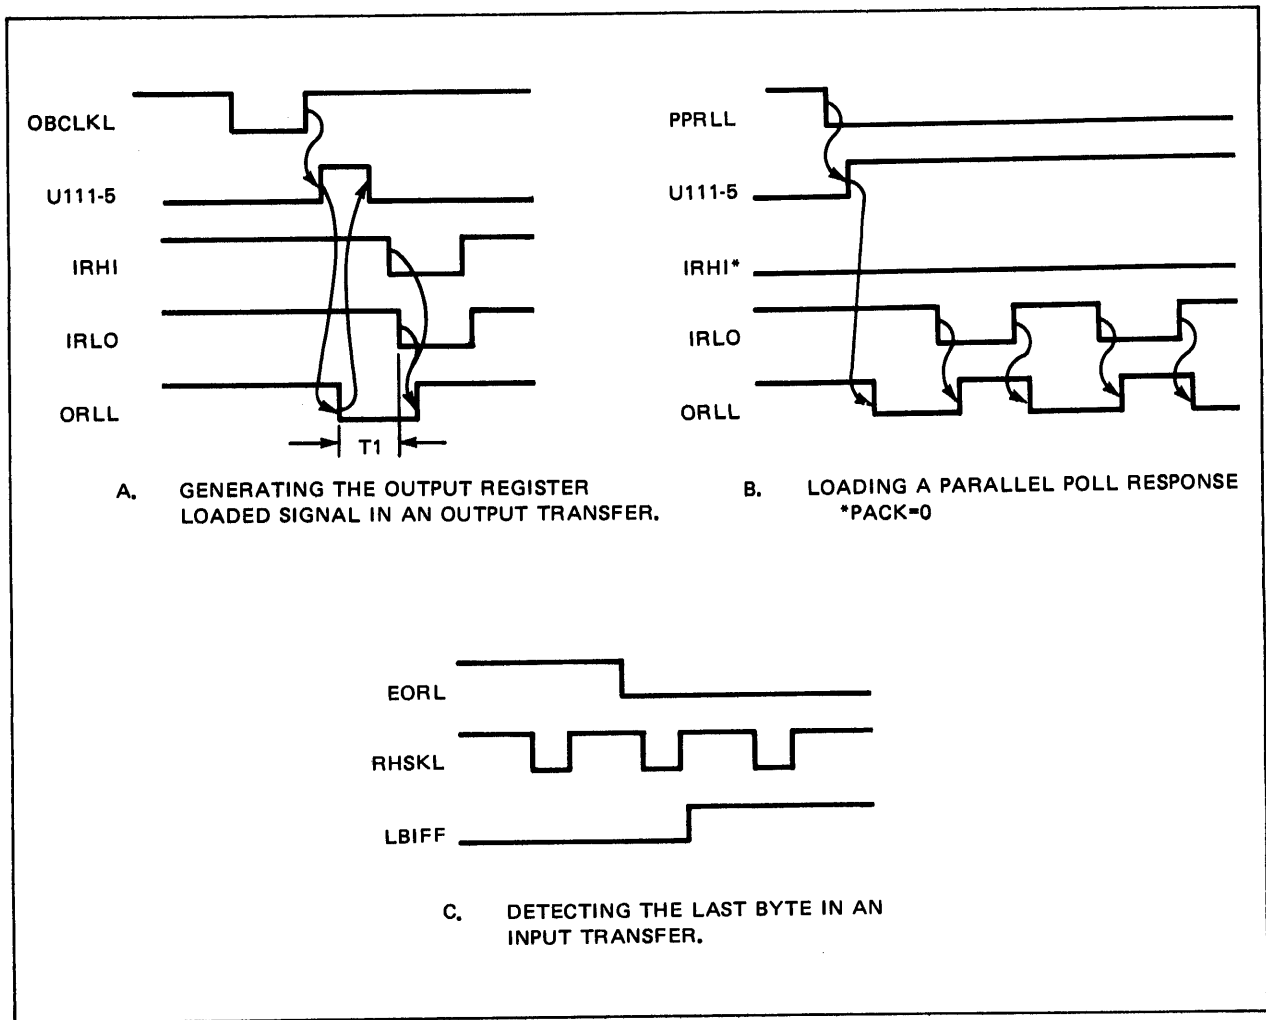 OBCLKL
U111-5
IRHI
IRLO
ORLL
T1
A. GENERATING THE OUTPUT REGISTER
LOADED SIGNAL IN AN OUTPUT TRANSFER.
PPRLL
U111-5
IRHI*
IRLO
ORLL
B. LOADING A PARALLEL POLL RESPONSE
*PACK=0
EORL
RHSKL
LBIFF
C. DETECTING THE LAST BYTE IN AN
INPUT TRANSFER.